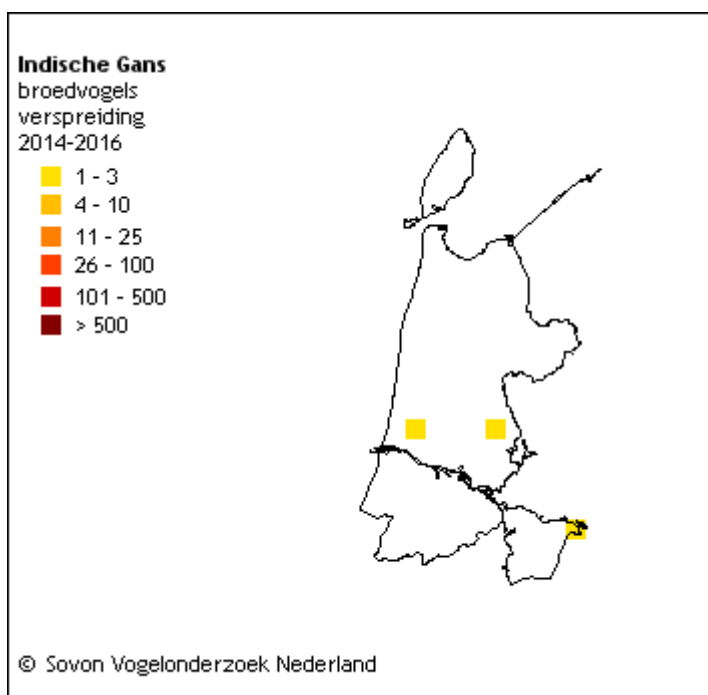 Indische Gans
broedvogels
verspreiding
2014-2016
1 - 3
4 - 10
11 - 25
26 - 100
101 - 500
> 500
© Sovon Vogelonderzoek Nederland